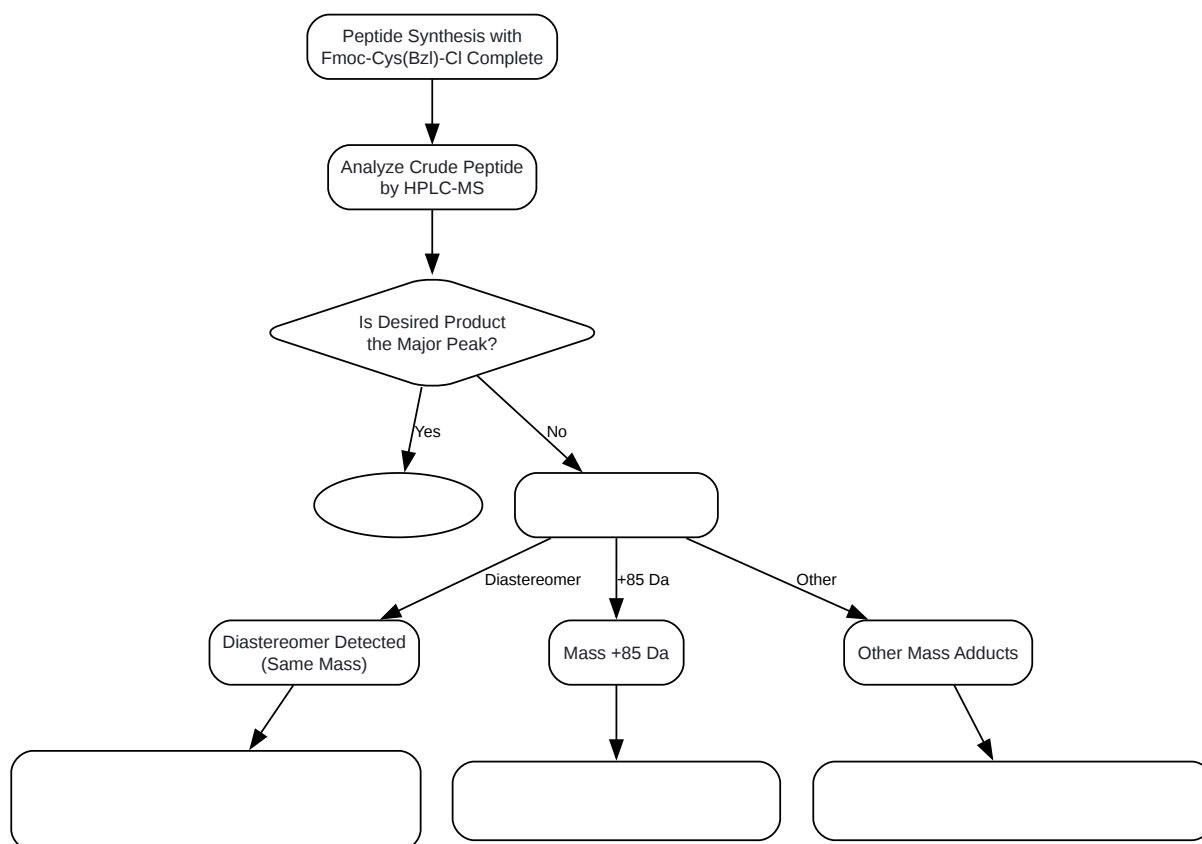 Peptide Synthesis with
Fmoc-Cys(Bzl)-Cl Complete
Analyze Crude Peptide
by HPLC-MS
Is Desired Product
the Major Peak?
Yes
No
Diastereomer
+85 Da
Other
Diastereomer Detected
(Same Mass)
Mass +85 Da
Other Mass Adducts